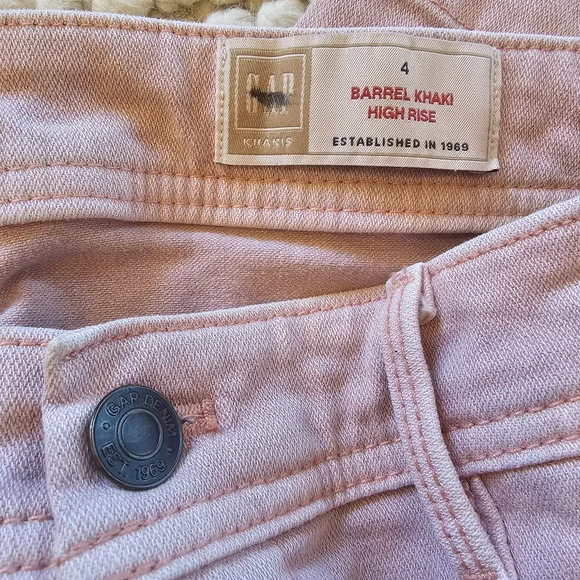 GAP
KHAKIS
4
BARREL KHAKI
HIGH RISE
ESTABLISHED IN 1969
GAP DENIM
EST. 1969